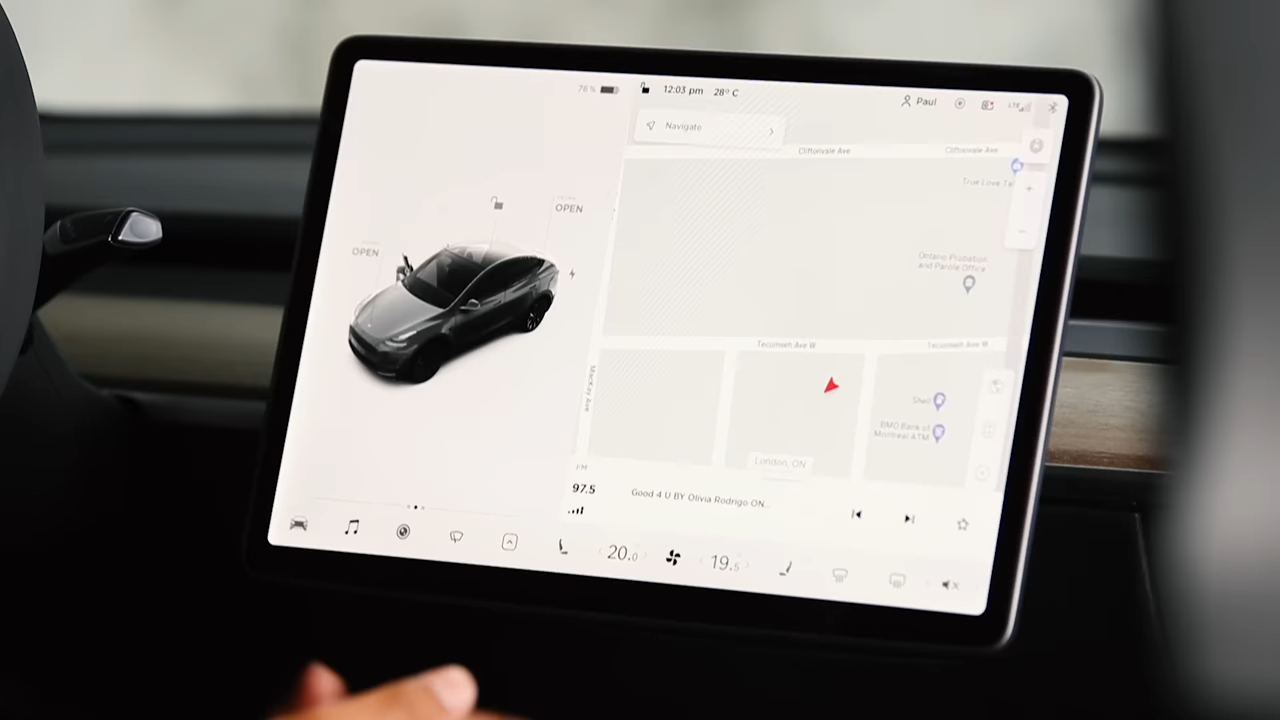 76%
12:03 pm
28° C
Paul
LTE
Navigate
Cliftonvale Ave
Cliftonvale Ave
True Love
OPEN
OPEN
Ontario Probation
and Parole Office
Tecumseh Ave W
Tecumseh Ave W
MacKay Ave
Shell
BMO Bank of
Montreal ATM
London, ON
FM
97.5
Good 4 U BY Olivia Rodrigo ON...
20.0
19.5